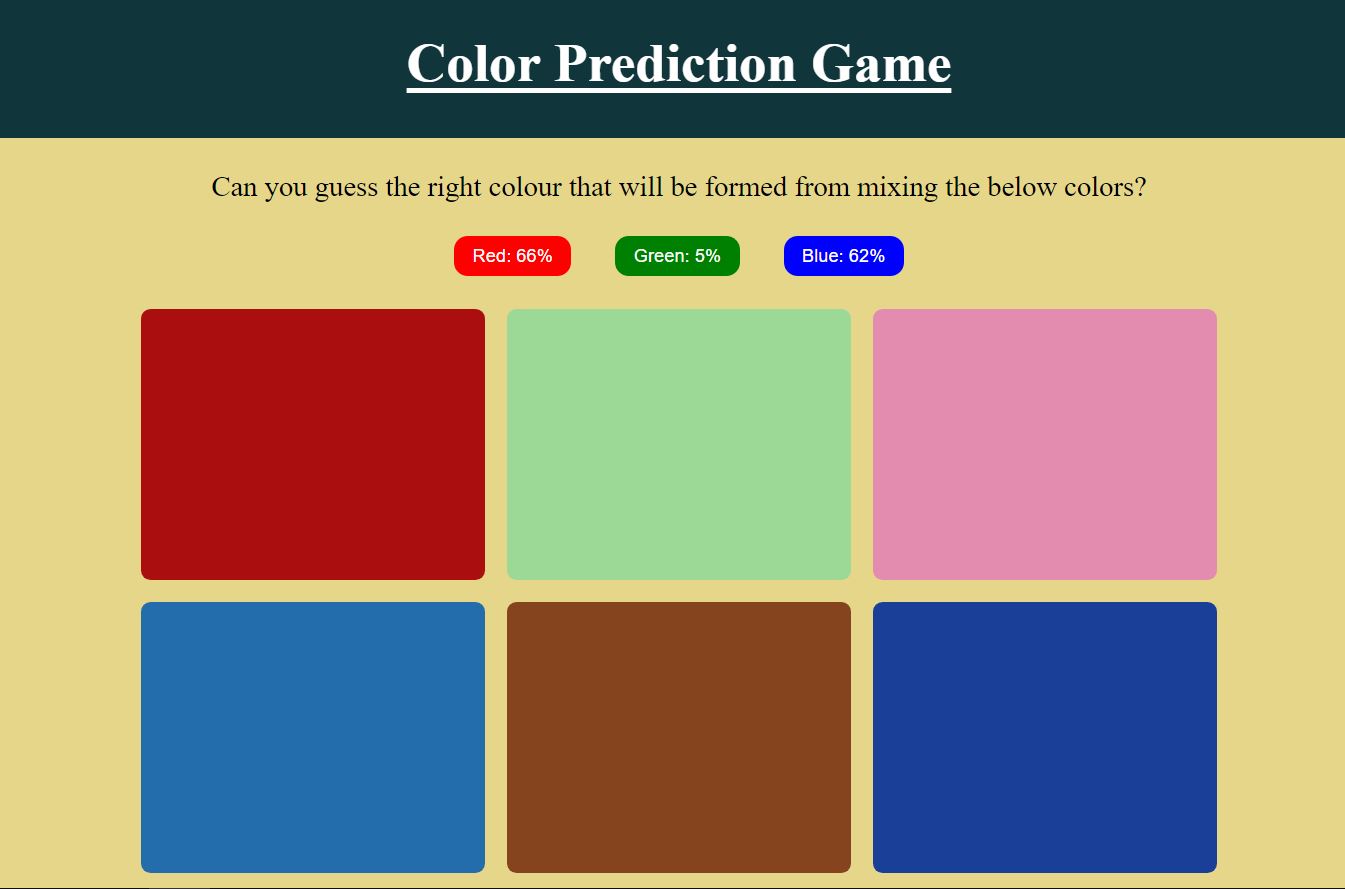 Color Prediction Game
Can you guess the right colour that will be formed from mixing the below colors?
Red: 66% Green: 5% Blue: 62%